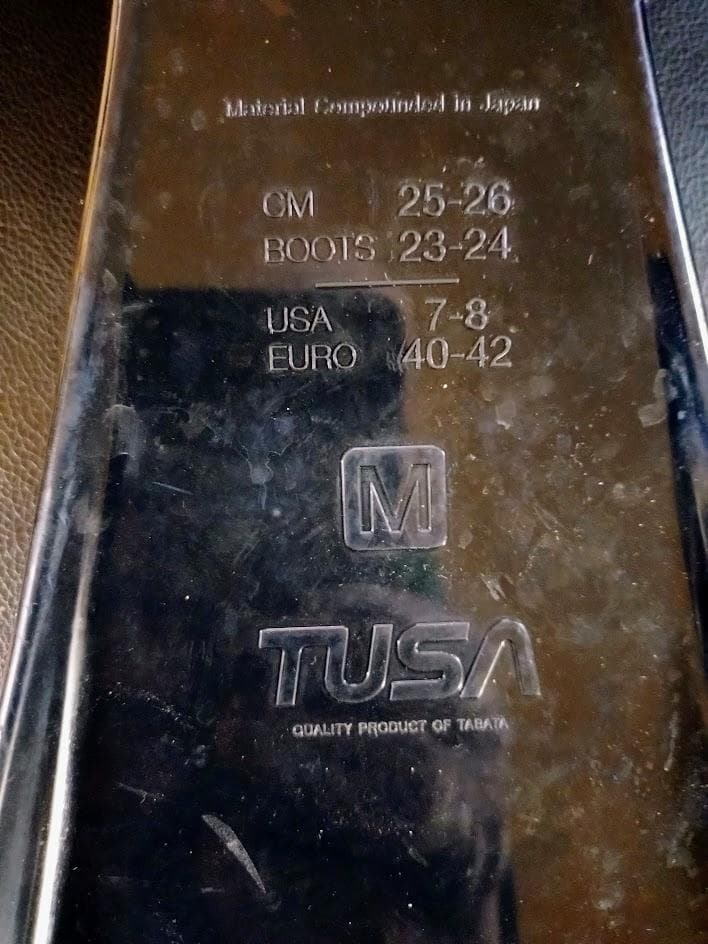 Material Compounded in Japan
CM 25-26
BOOTS 23-24
USA 7-8
EURO 40-42
M
TUSA
QUALITY PRODUCT OF TABATA